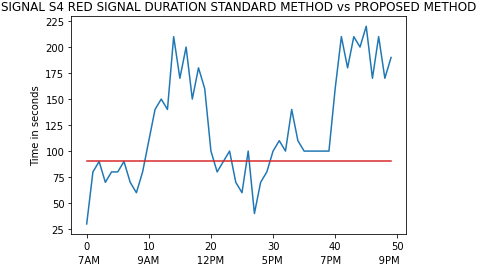 SIGNAL S4 RED SIGNAL DURATION STANDARD METHOD vs PROPOSED METHOD
225
200
175
150
125
100
75
50
25
Time in seconds
0 10 20 30 40 50
7AM 9AM 12PM 5PM 7PM 9PM